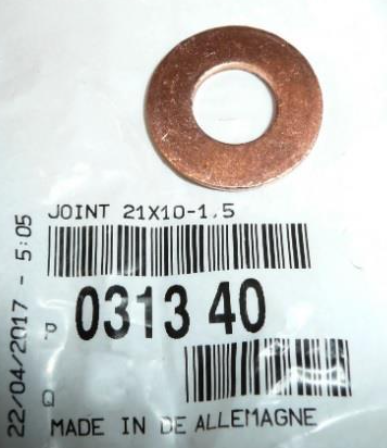 JOINT 21X10-1.5
P
0313 40
Q
MADE IN DE ALLEMAGNE
22/04/2017 - 5:05